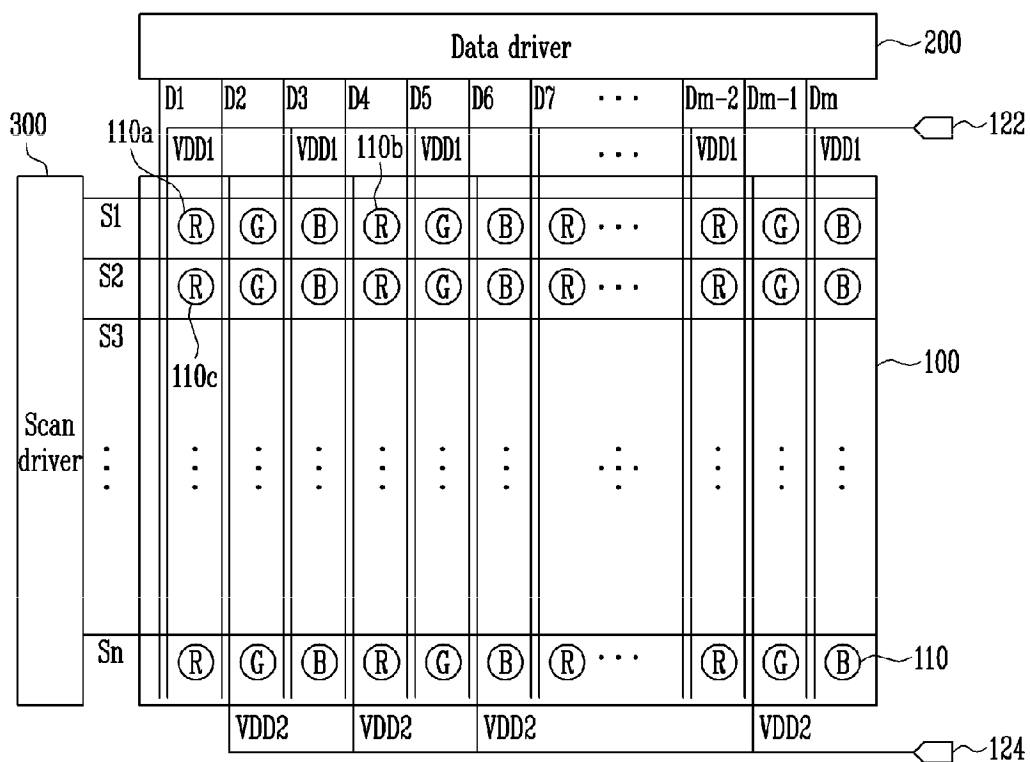 Data driver
200
D1 D2 D3 D4 D5 D6 D7 ··· Dm-2 Dm-1 Dm
300
110a
122
VDD1 VDD1 110b VDD1 ··· VDD1 VDD1
S1 R G B R G B R ··· R G B
S2 R G B R G B R ··· R G B
S3
110c
100
Scan
driver
Sn R G B R G B R ··· R G B
110
VDD2 VDD2 VDD2 VDD2
124